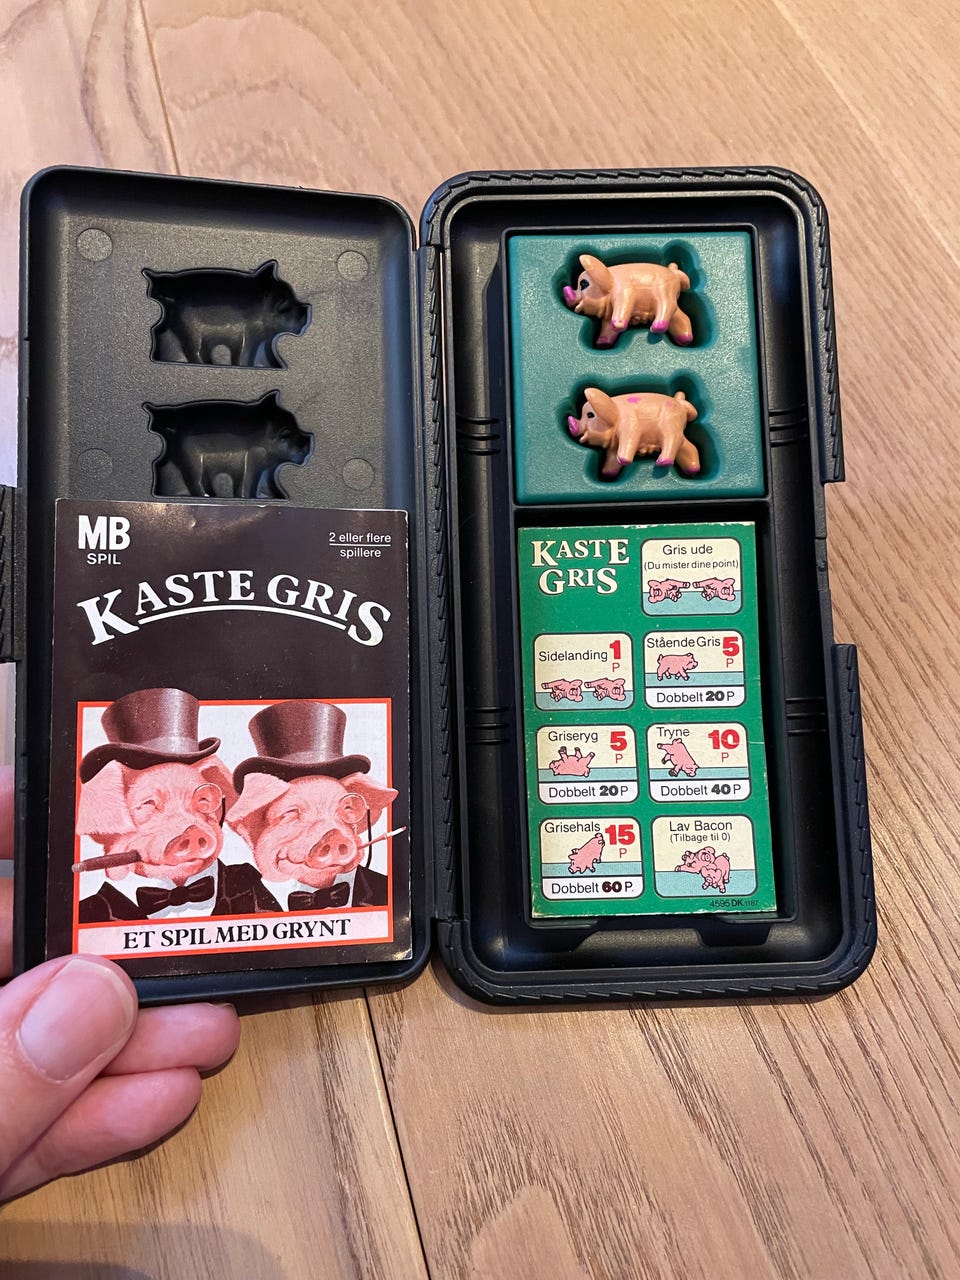 MB
SPIL
2 eller flere
spillere
KASTE GRIS
ET SPIL MED GRYNT
KASTE
GRIS
Gris ude
(Du mister dine point)
Sidelanding 1
P
Stående Gris 5
P
Dobbelt 20 P
Griseryg 5
P
Dobbelt 20 P
Tryne 10
P
Dobbelt 40 P
Grisehals 15
P
Dobbelt 60 P.
Lav Bacon
(Tilbage til 0)
4595 DK 1187